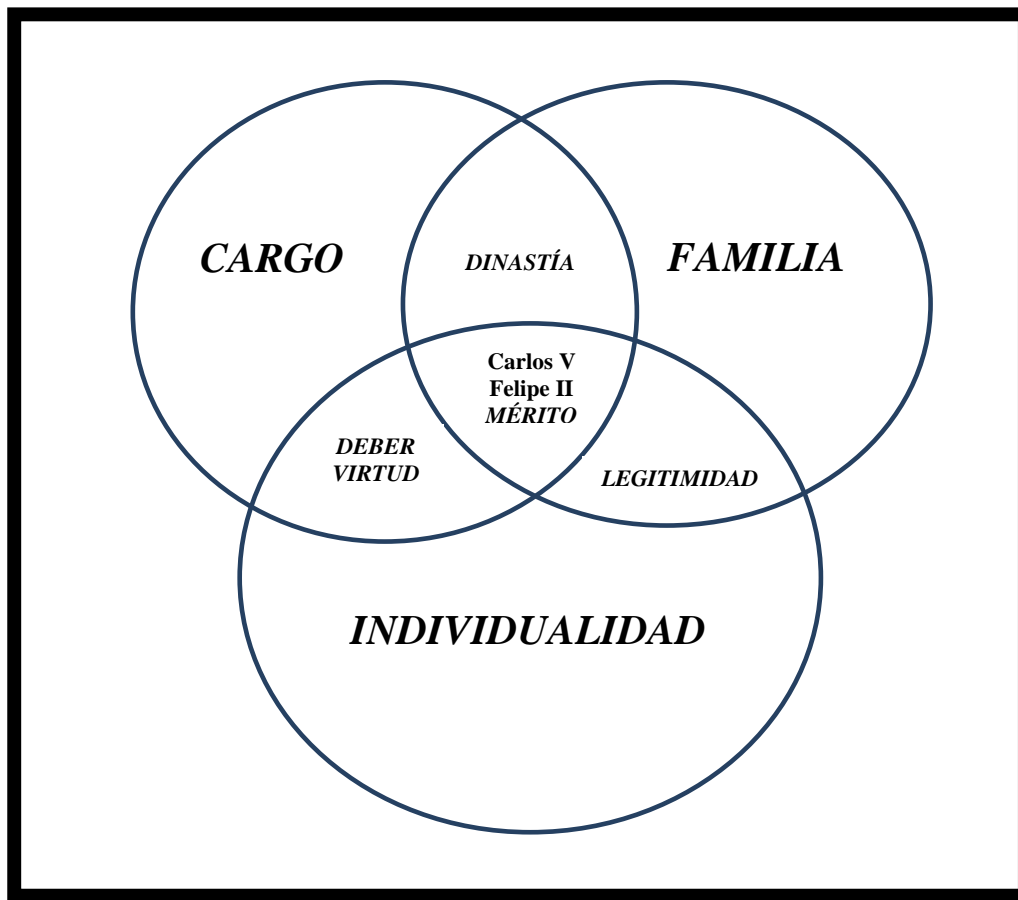 CARGO
DINASTÍA
FAMILIA
Carlos V
Felipe II
MÉRITO
DEBER
VIRTUD
LEGITIMIDAD
INDIVIDUALIDAD